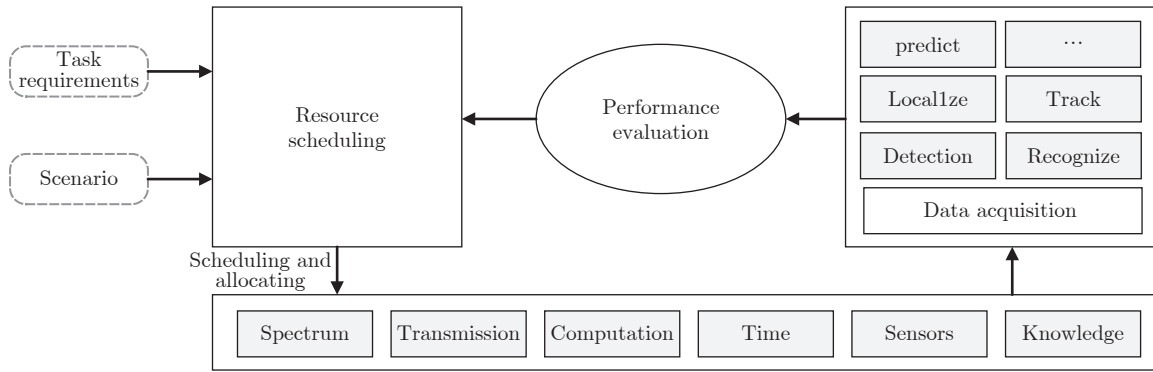 Task
requirements
Scenario
Resource
scheduling
Performance
evaluation
predict
...
Local1ze
Track
Detection
Recognize
Data acquisition
Scheduling and
allocating
Spectrum
Transmission
Computation
Time
Sensors
Knowledge